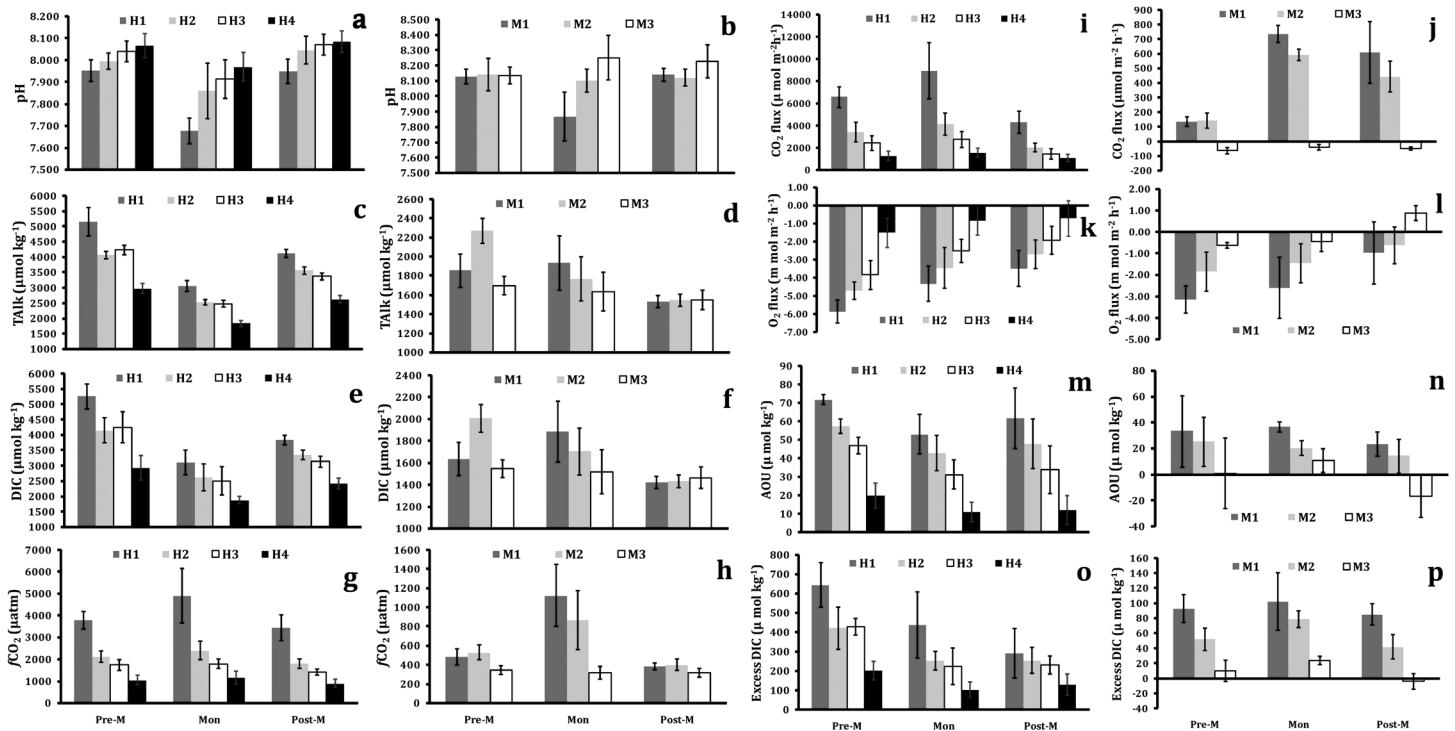 a
H1 H2 H3 H4
pH
8.100
8.000
7.900
7.800
7.700
7.600
7.500
b
M1 M2 M3
pH
8.400
8.300
8.200
8.100
8.000
7.900
7.800
7.700
7.600
7.500
c
H1 H2 H3 H4
TAlk (µmol kg-1)
6000
5500
5000
4500
4000
3500
3000
2500
2000
1500
1000
d
M1 M2 M3
TAlk (µmol kg-1)
2400
2200
2000
1800
1600
1400
1200
1000
e
H1 H2 H3 H4
DIC (µmol kg-1)
6000
5500
5000
4500
4000
3500
3000
2500
2000
1500
1000
f
M1 M2 M3
DIC (µmol kg-1)
2400
2200
2000
1800
1600
1400
1200
1000
g
H1 H2 H3 H4
fCO2 (µatm)
7000
6000
5000
4000
3000
2000
1000
0
Pre-M Mon Post-M
h
M1 M2 M3
fCO2 (µatm)
1600
1400
1200
1000
800
600
400
200
0
Pre-M Mon Post-M
i
H1 H2 H3 H4
CO2 flux (µ mol m-2h-1)
14000
12000
10000
8000
6000
4000
2000
0
j
M1 M2 M3
CO2 flux (µmol m-2 h-1)
900
800
700
600
500
400
300
200
100
0
-100
-200
k
O2 flux (m mol m-2 h-1)
1.00
0.00
-1.00
-2.00
-3.00
-4.00
-5.00
-6.00
-7.00
H1 H2 H3 H4
l
O2 flux (m mol m-2 h-1)
2.00
1.00
0.00
-1.00
-2.00
-3.00
-4.00
-5.00
M1 M2 M3
m
H1 H2 H3 H4
AOU (µ mol kg-1)
90
80
70
60
50
40
30
20
10
0
n
AOU (µ mol kg-1)
80
60
40
20
0
-20
-40
M1 M2 M3
o
H1 H2 H3 H4
Excess DIC (µ mol kg-1)
800
700
600
500
400
300
200
100
0
Pre-M Mon Post-M
p
M1 M2 M3
Excess DIC (µ mol kg-1)
160
140
120
100
80
60
40
20
0
-20
-40
Pre-M Mon Post-M